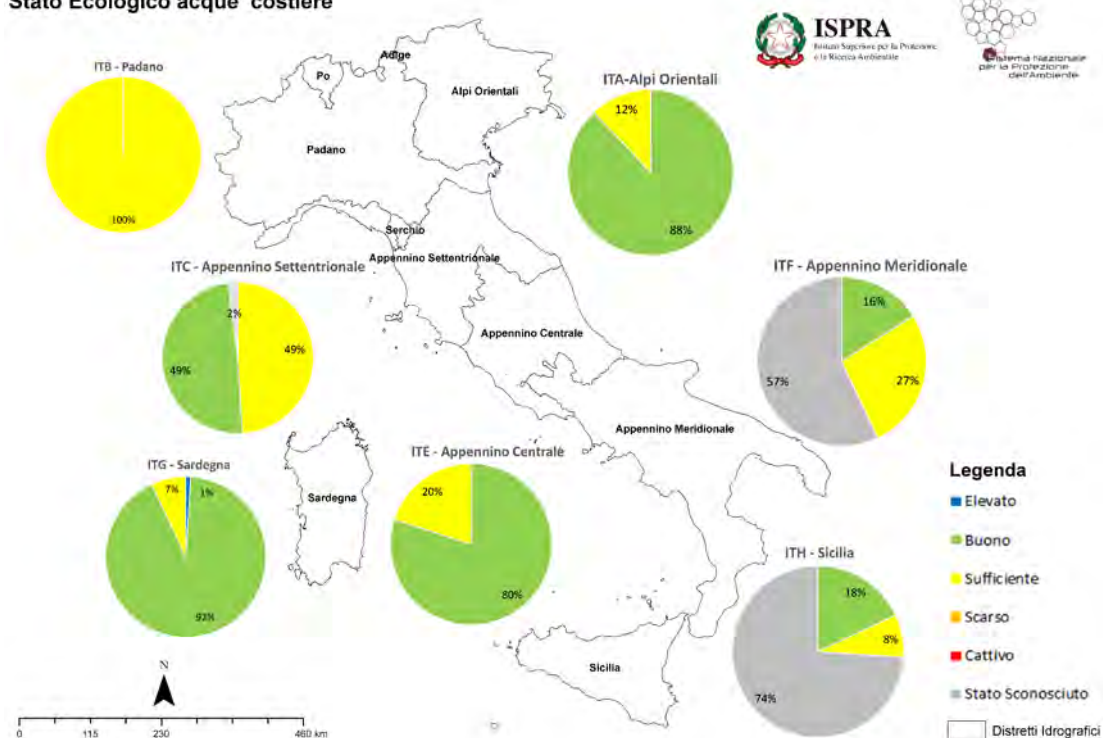 Stato Ecologico acque costiere
ISPRA
Istituto Superiore per la Protezione
e la Ricerca Ambientale
Sistema Nazionale
per la Protezione
dell'Ambiente
ITB - Padano
100%
Adige
Po
Alpi Orientali
Padano
Serchio
Appennino Settentrionale
Appennino Centrale
Appennino Meridionale
Sardegna
Sicilia
ITA-Alpi Orientali
12%
88%
ITC - Appennino Settentrionale
2%
49%
49%
ITF - Appennino Meridionale
16%
57%
27%
ITG - Sardegna
7%
1%
92%
ITE - Appennino Centrale
20%
80%
ITH - Sicilia
18%
8%
74%
Legenda
Elevato
Buono
Sufficiente
Scarso
Cattivo
Stato Sconosciuto
Distretti Idrografici
N
0 115 230 460 km